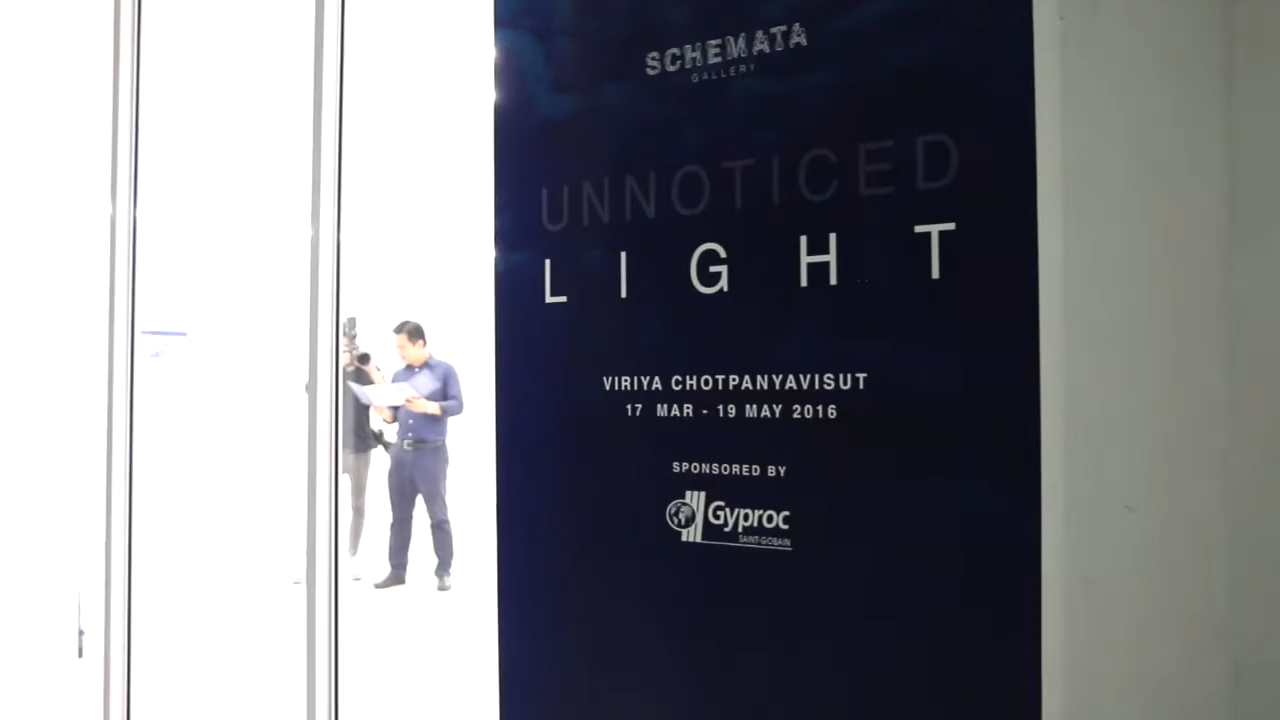 SCHEMATA
GALLERY
UNNOTICED
LIGHT
VIRIYA CHOTPANYAVISUT
17 MAR - 19 MAY 2016
SPONSORED BY
Gyproc
SAINT-GOBAIN